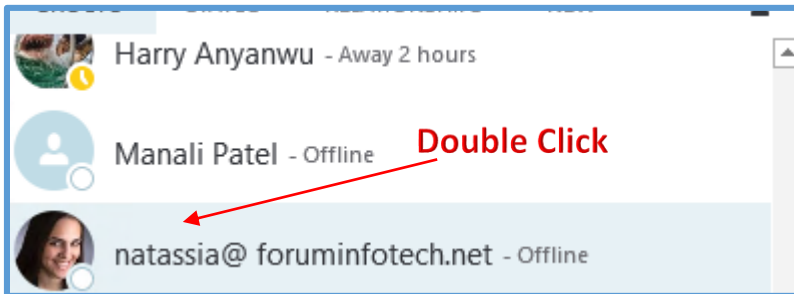 Harry Anyanwu - Away 2 hours
Manali Patel - Offline
Double Click
natassia@ foruminfotech.net - Offline